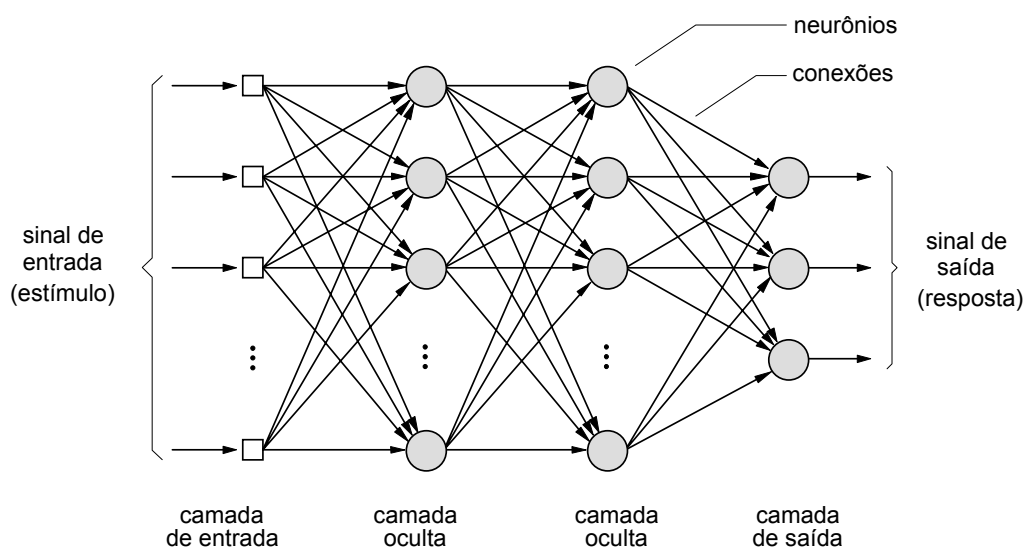 neurônios
conexões
sinal de
entrada
(estímulo)
sinal de
saída
(resposta)
camada
de entrada
camada
oculta
camada
oculta
camada
de saída